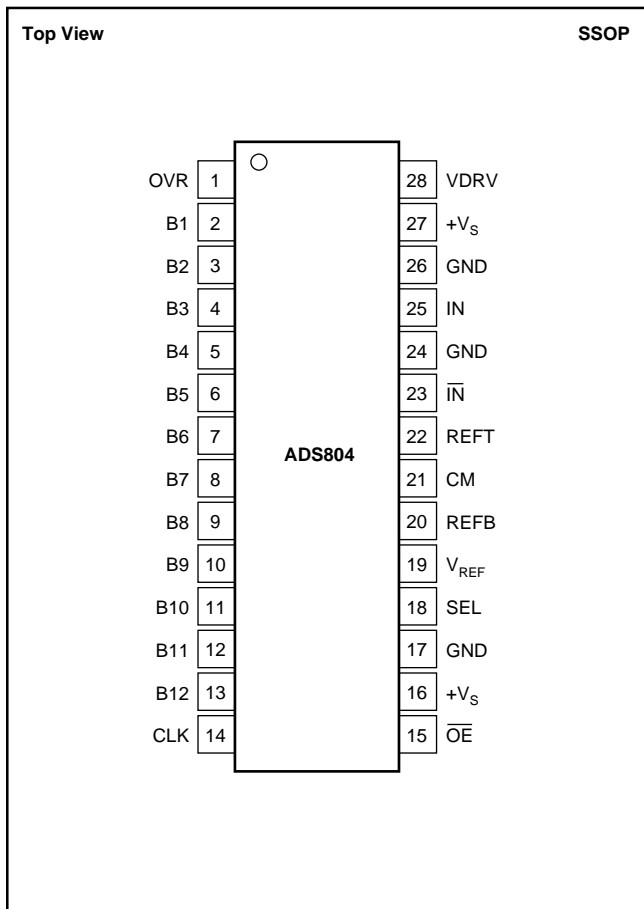 Top View SSOP
OVR 1 28 VDRV
B1 2 27 +VS
B2 3 26 GND
B3 4 25 IN
B4 5 24 GND
B5 6 23 I̅N̅
B6 7 22 REFT
ADS804
B7 8 21 CM
B8 9 20 REFB
B9 10 19 VREF
B10 11 18 SEL
B11 12 17 GND
B12 13 16 +VS
CLK 14 15 O̅E̅